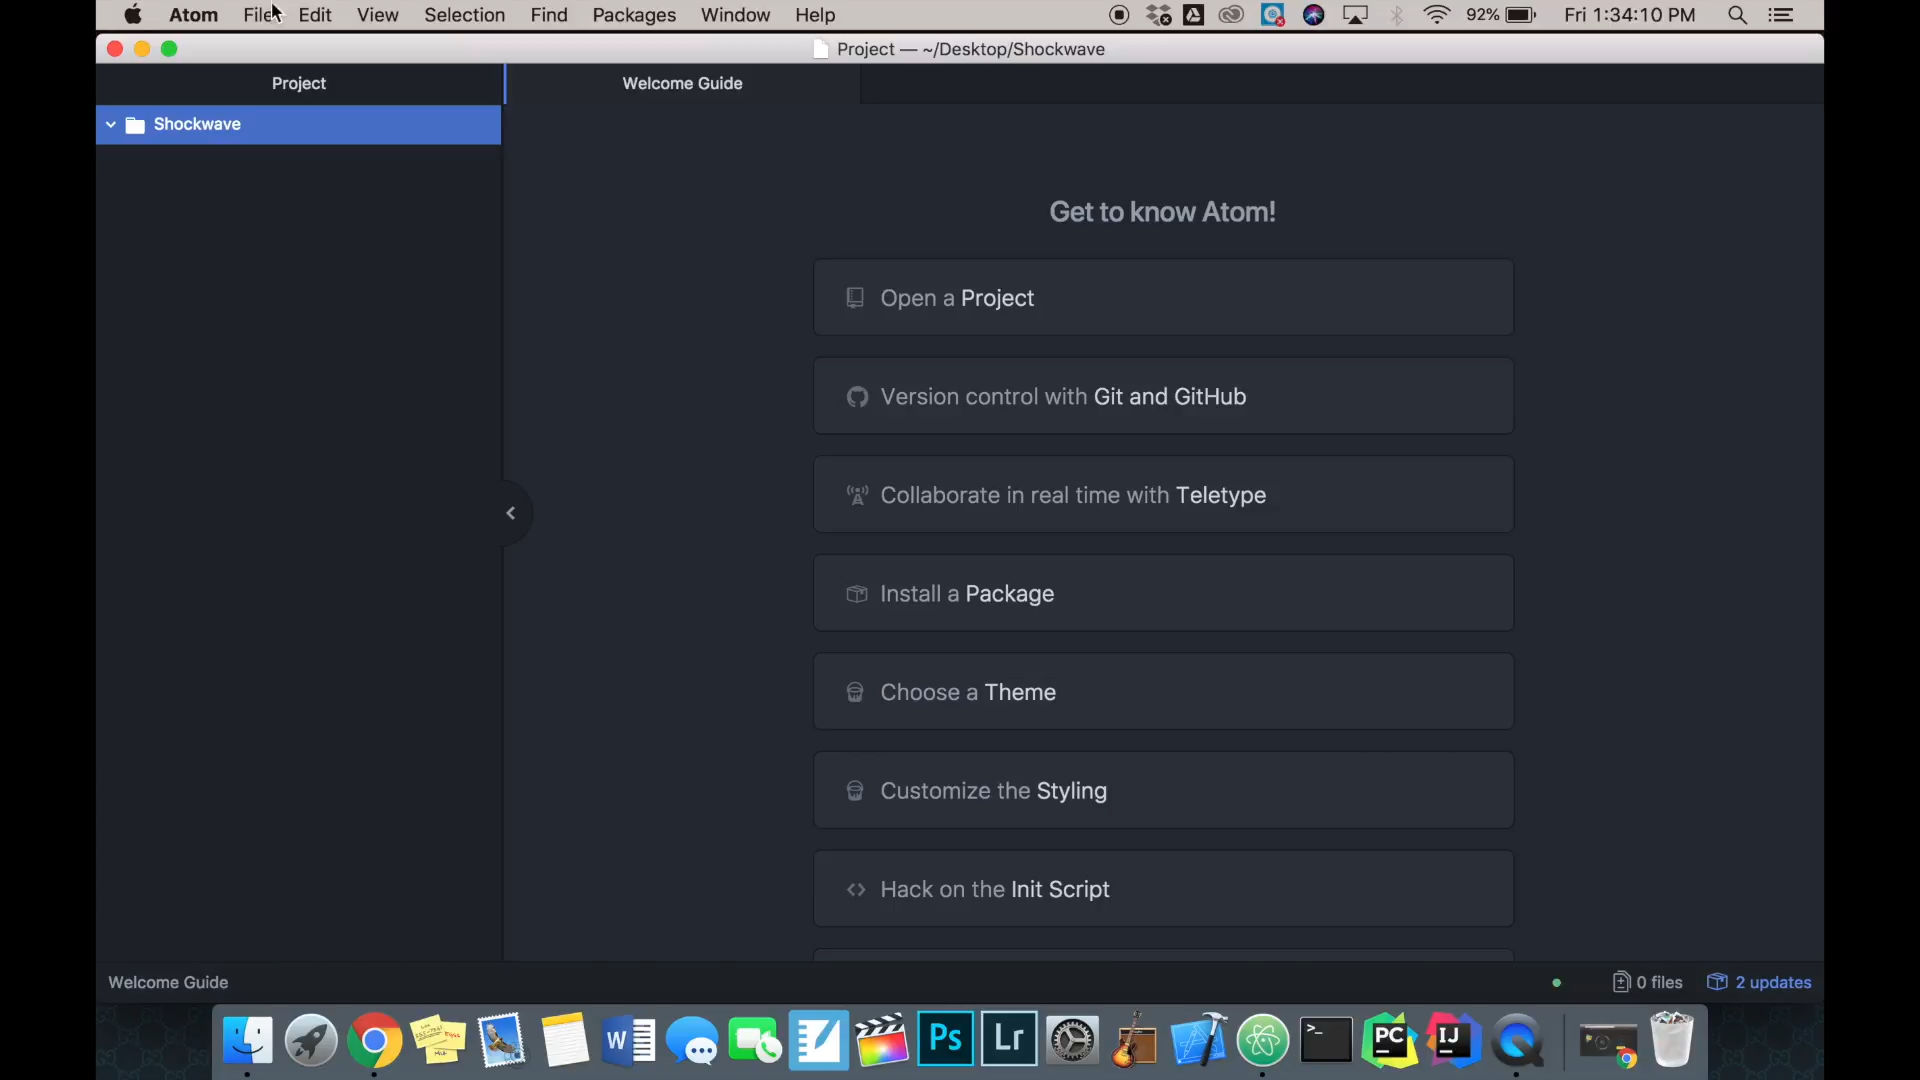 Atom File Edit View Selection Find Packages Window Help 92% Fri 1:34:10 PM
Project — ~/Desktop/Shockwave
Project Welcome Guide
Shockwave
Get to know Atom!
Open a Project
Version control with Git and GitHub
Collaborate in real time with Teletype
Install a Package
Choose a Theme
Customize the Styling
Hack on the Init Script
Welcome Guide 0 files 2 updates
W Ps Lr >_ PC IJ